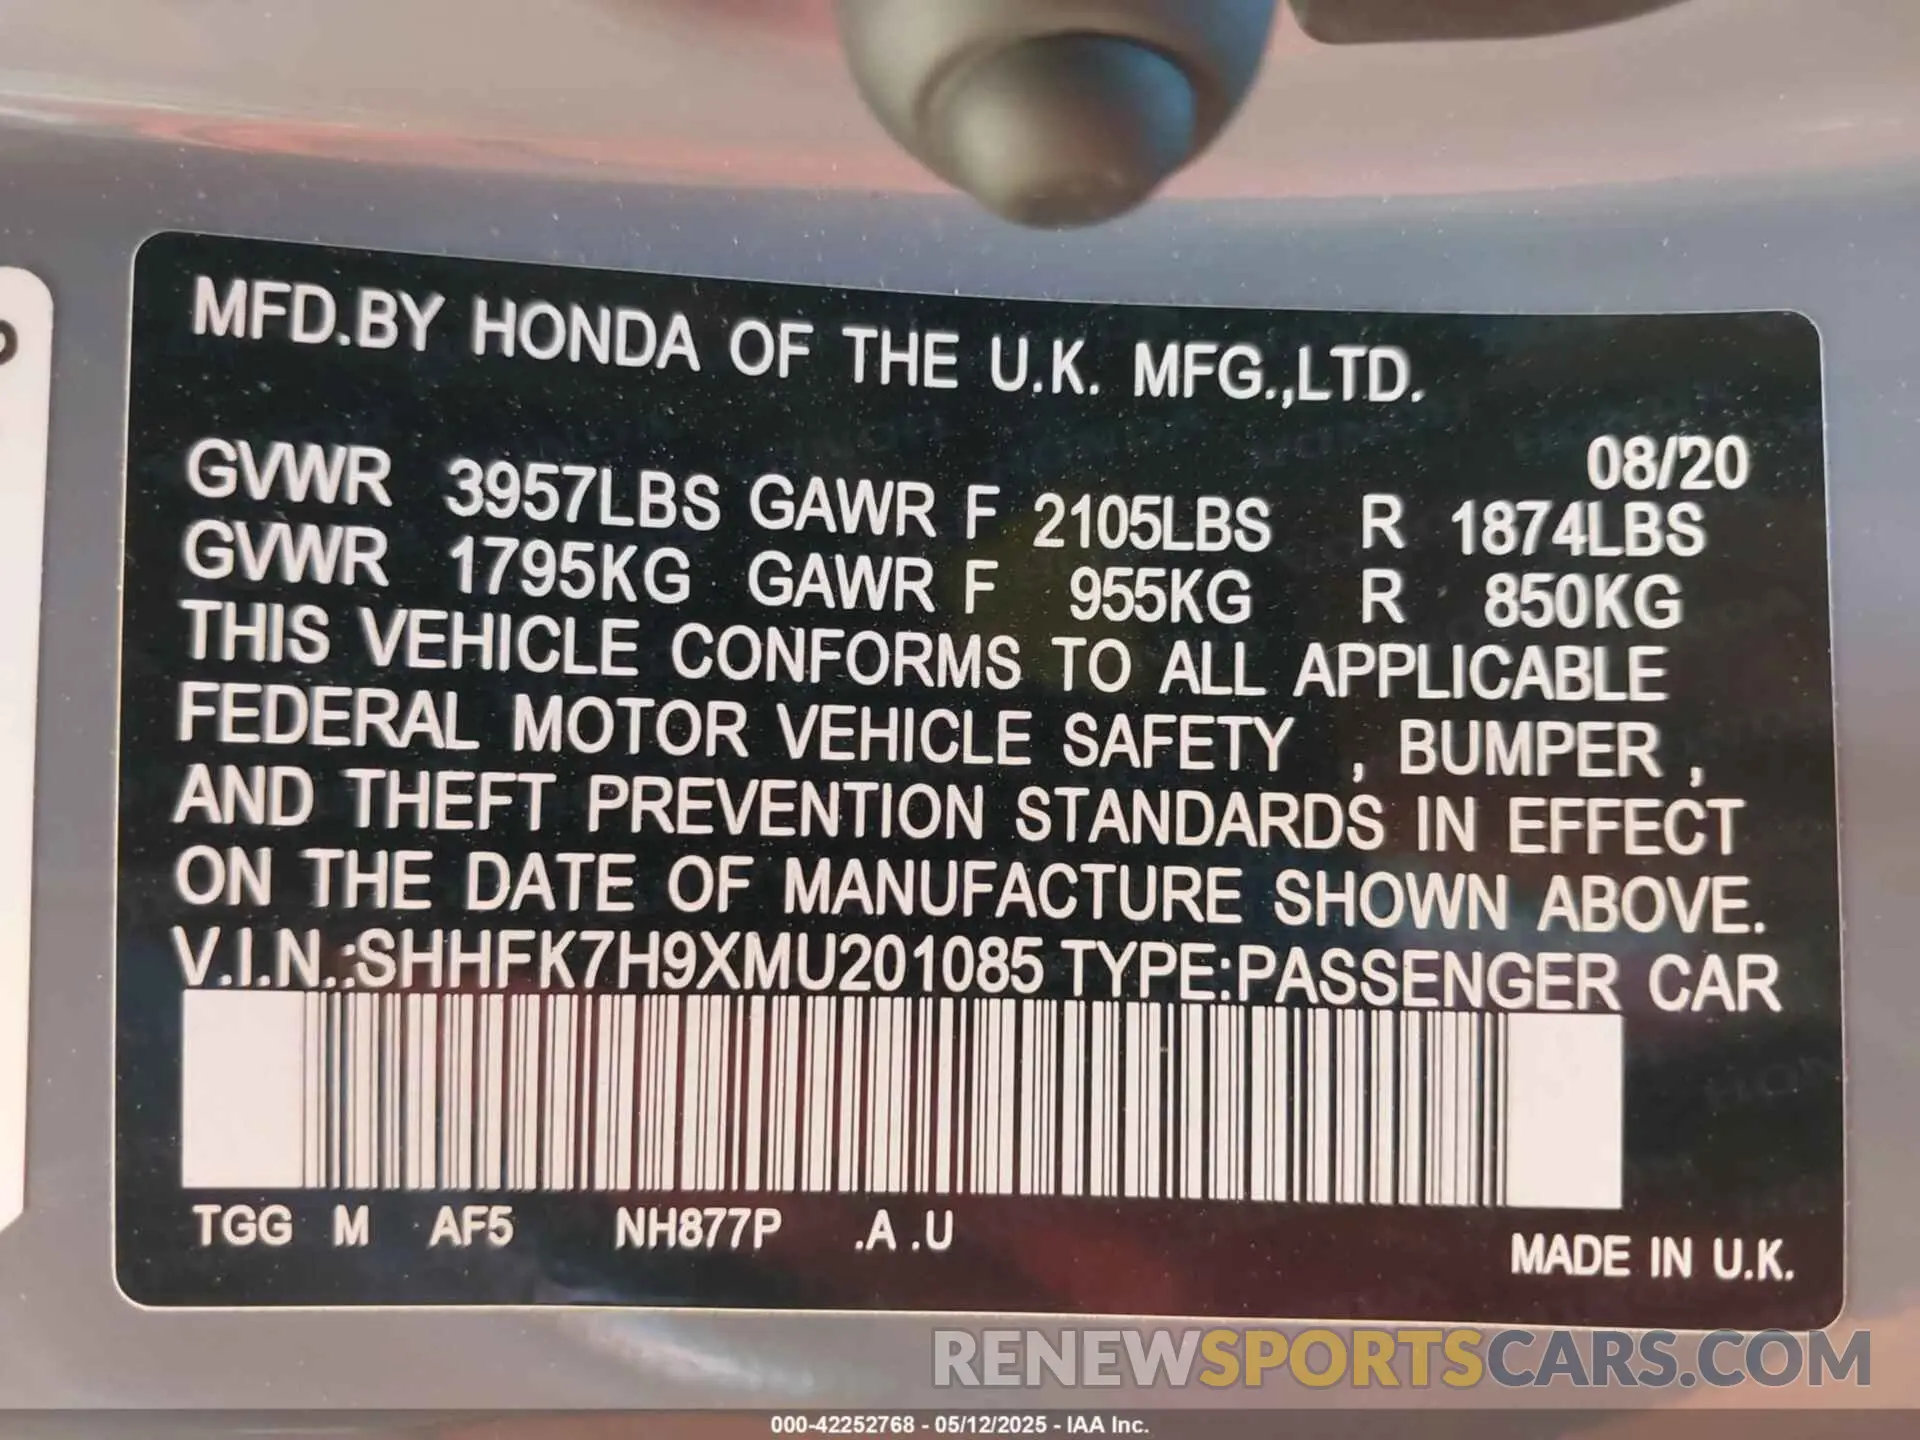 MFD.BY HONDA OF THE U.K. MFG.,LTD.
08/20
GVWR 3957LBS GAWR F 2105LBS R 1874LBS
GVWR 1795KG GAWR F 955KG R 850KG
THIS VEHICLE CONFORMS TO ALL APPLICABLE
FEDERAL MOTOR VEHICLE SAFETY , BUMPER ,
AND THEFT PREVENTION STANDARDS IN EFFECT
ON THE DATE OF MANUFACTURE SHOWN ABOVE.
V.I.N.:SHHFK7H9XMU201085 TYPE:PASSENGER CAR
TGG M AF5 NH877P .A .U
MADE IN U.K.
RENEWSPORTSCARS.COM
000-42252768 - 05/12/2025 - IAA Inc.